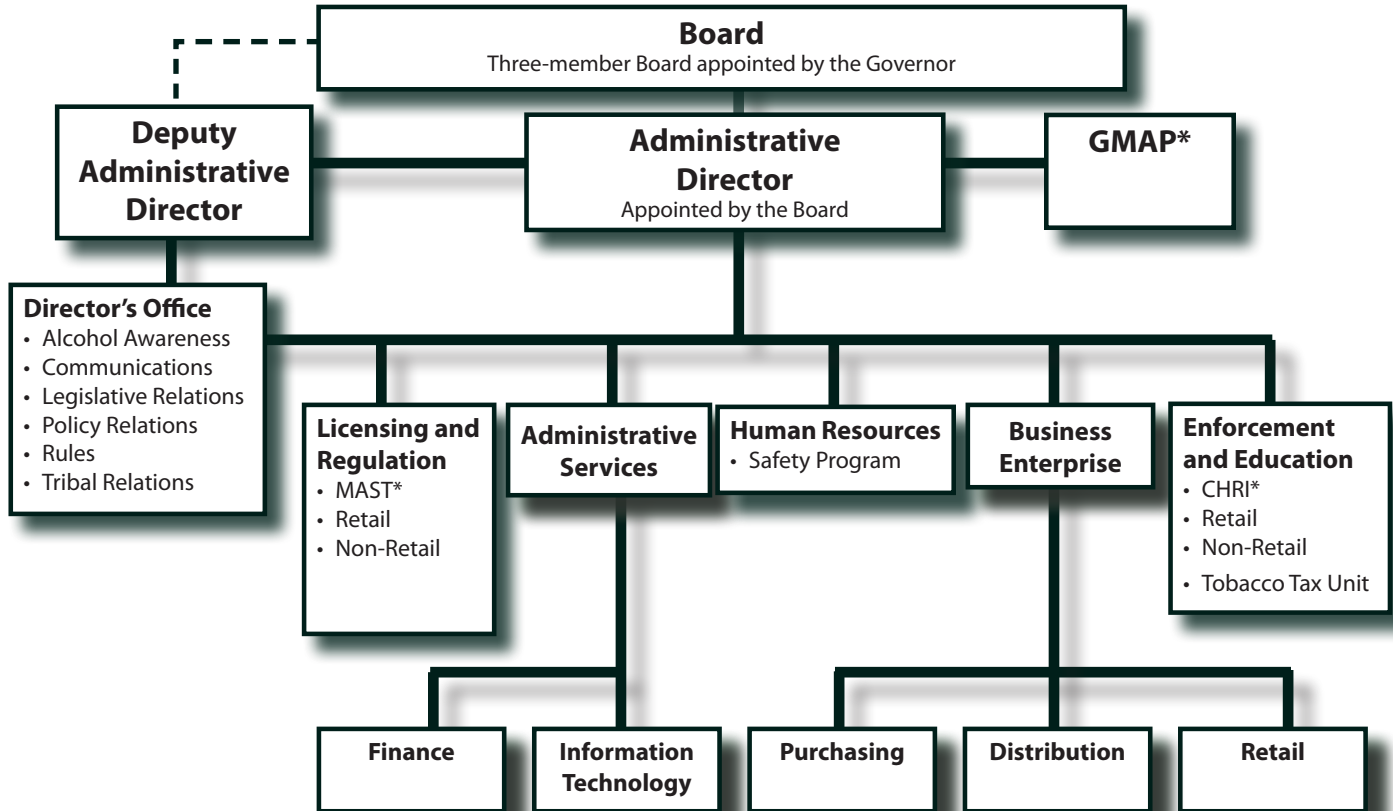 Board
Three-member Board appointed by the Governor
Deputy
Administrative
Director
Administrative
Director
Appointed by the Board
GMAP*
Director’s Office
• Alcohol Awareness
• Communications
• Legislative Relations
• Policy Relations
• Rules
• Tribal Relations
Licensing and
Regulation
• MAST*
• Retail
• Non-Retail
Administrative
Services
Human Resources
• Safety Program
Business
Enterprise
Enforcement
and Education
• CHRI*
• Retail
• Non-Retail
• Tobacco Tax Unit
Finance
Information
Technology
Purchasing
Distribution
Retail